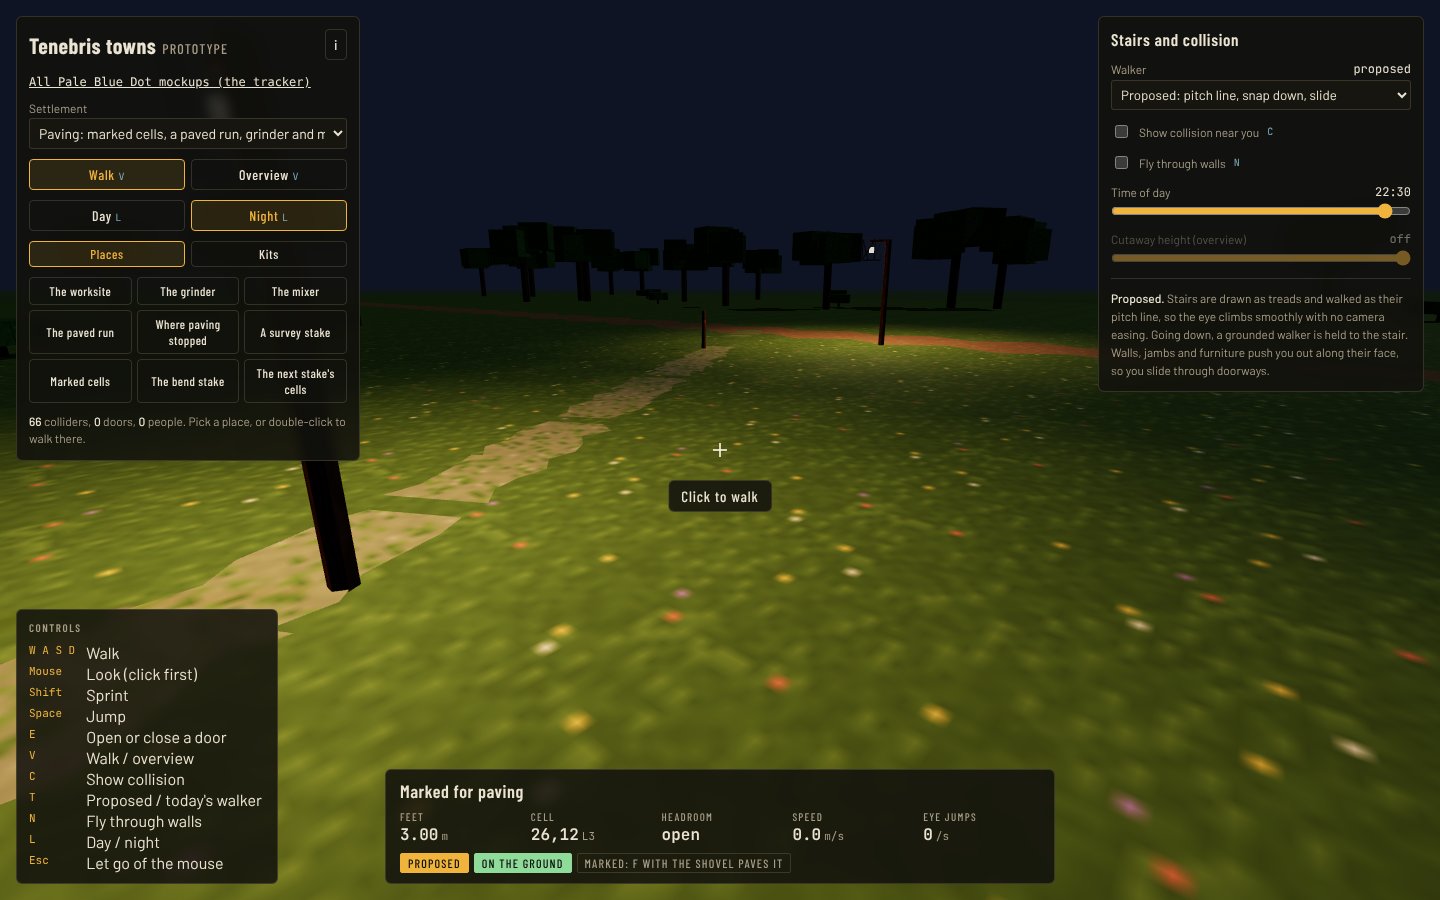 Tenebris towns PROTOTYPE
i
All Pale Blue Dot mockups (the tracker)
Settlement
Paving: marked cells, a paved run, grinder and m
Walk V
Overview V
Day L
Night L
Places
Kits
The worksite
The grinder
The mixer
The paved run
Where paving
stopped
A survey stake
Marked cells
The bend stake
The next stake's
cells
66 colliders, 0 doors, 0 people. Pick a place, or double-click to
walk there.
Stairs and collision
Walker
proposed
Proposed: pitch line, snap down, slide
Show collision near you C
Fly through walls N
Time of day
22:30
Cutaway height (overview)
off
Proposed. Stairs are drawn as treads and walked as their
pitch line, so the eye climbs smoothly with no camera
easing. Going down, a grounded walker is held to the stair.
Walls, jambs and furniture push you out along their face,
so you slide through doorways.
Click to walk
CONTROLS
W A S D Walk
Mouse Look (click first)
Shift Sprint
Space Jump
E Open or close a door
V Walk / overview
C Show collision
T Proposed / today's walker
N Fly through walls
L Day / night
Esc Let go of the mouse
Marked for paving
FEET
3.00 m
CELL
26,12 L3
HEADROOM
open
SPEED
0.0 m/s
EYE JUMPS
0 /s
PROPOSED
ON THE GROUND
MARKED: F WITH THE SHOVEL PAVES IT